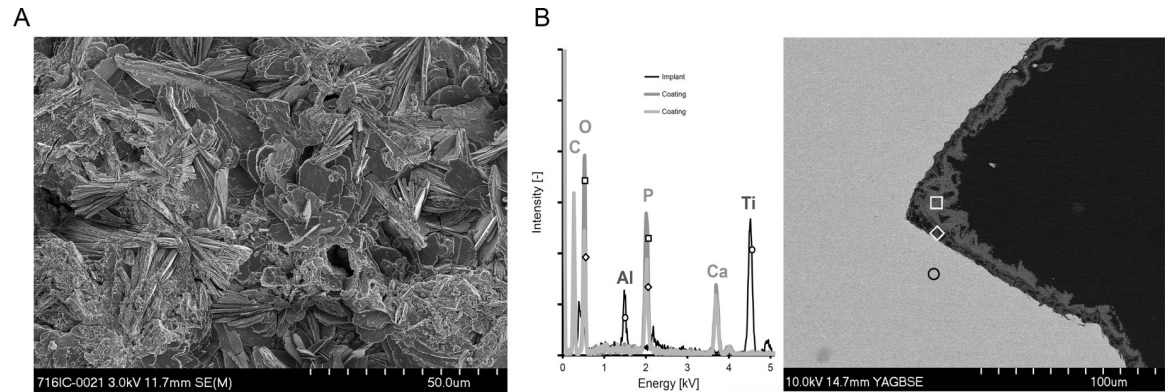 A
B
716IC-0021 3.0kV 11.7mm SE(M)
50.0um
Intensity [-]
Implant
Coating
Coating
C
O
Al
P
Ca
Ti
0
1
2
3
4
5
Energy [kV]
10.0kV 14.7mm YAGBSE
100um